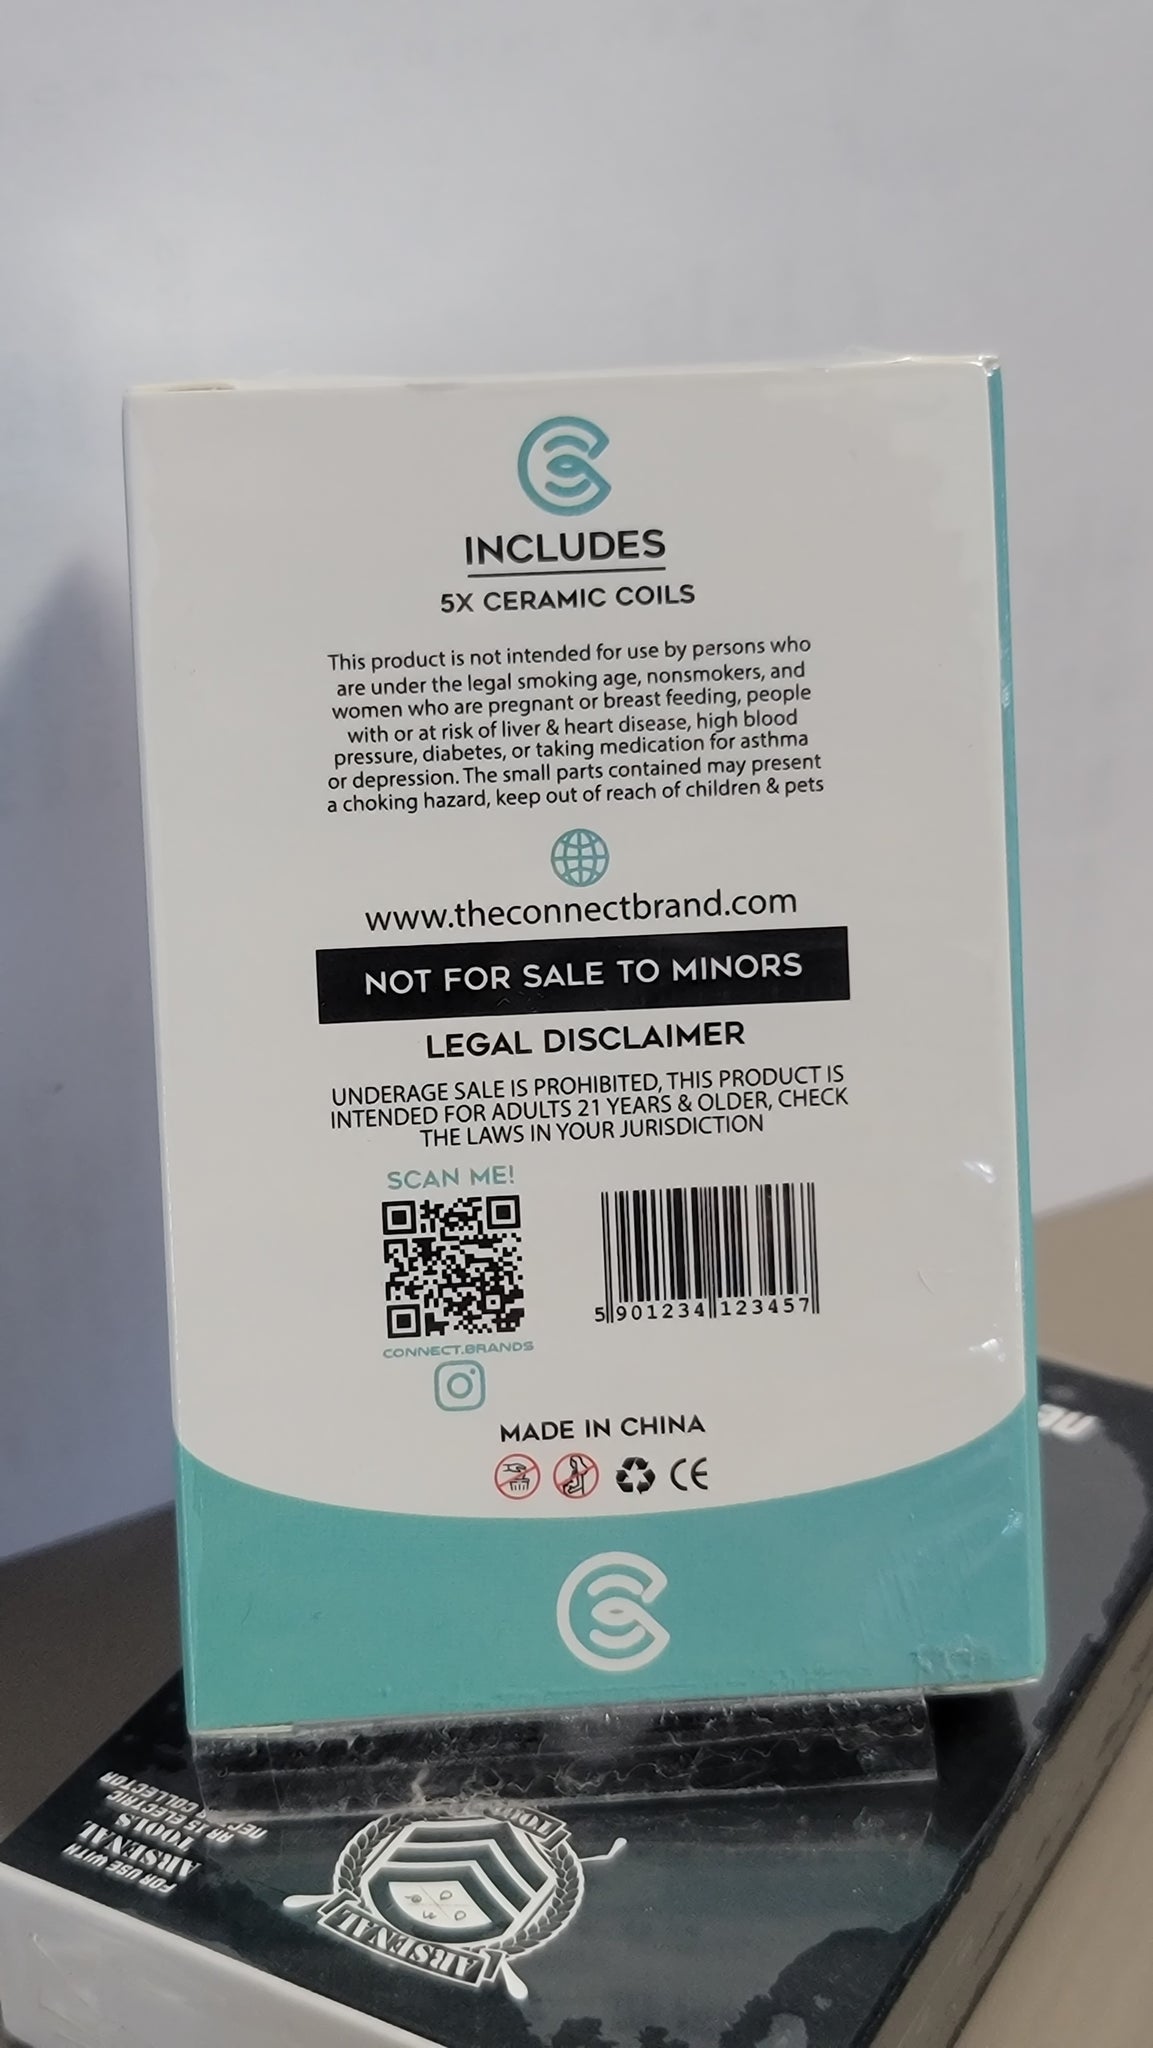 INCLUDES
5X CERAMIC COILS
This product is not intended for use by persons who
are under the legal smoking age, nonsmokers, and
women who are pregnant or breast feeding, people
with or at risk of liver & heart disease, high blood
pressure, diabetes, or taking medication for asthma
or depression. The small parts contained may present
a choking hazard, keep out of reach of children & pets
www.theconnectbrand.com
NOT FOR SALE TO MINORS
LEGAL DISCLAIMER
UNDERAGE SALE IS PROHIBITED, THIS PRODUCT IS
INTENDED FOR ADULTS 21 YEARS & OLDER, CHECK
THE LAWS IN YOUR JURISDICTION
SCAN ME!
CONNECT.BRANDS
5 901234 123457
MADE IN CHINA
CE
FOR USE WITH
ARSENAL
TOOLS
ELECTRIC
COLLECTOR
ARSENAL